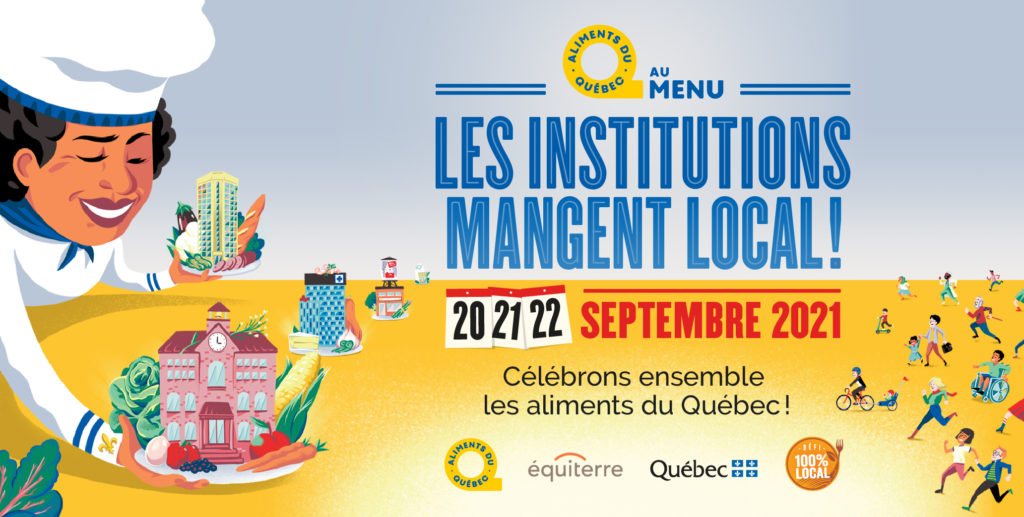 ALIMENTS DU QUÉBEC
AU
MENU
LES INSTITUTIONS
MANGENT LOCAL !
20 21 22 SEPTEMBRE 2021
Célébrons ensemble
les aliments du Québec !
ALIMENTS DU QUÉBEC
équiterre
Québec
DÉFI
100%
LOCAL